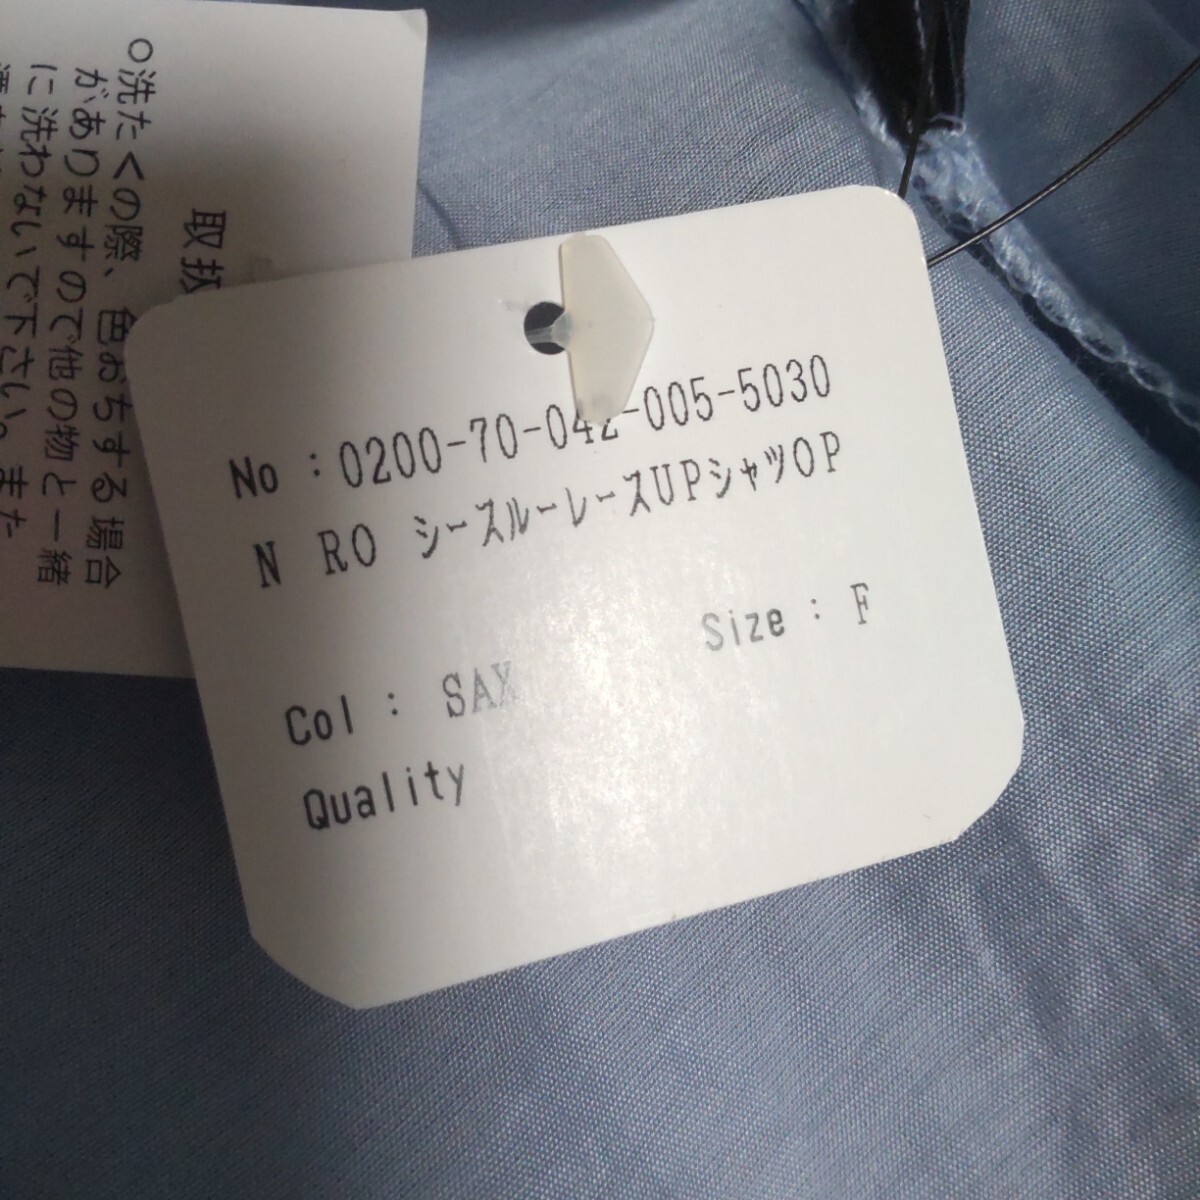 No : 0200-70-042-005-5030
N RO シースルーレースUPシャツOP
Size : F
Col : SAX
Quality
取扱
○洗たくの際、色おちする場合
がありますので他の物と一緒
に洗わないで下さい。また